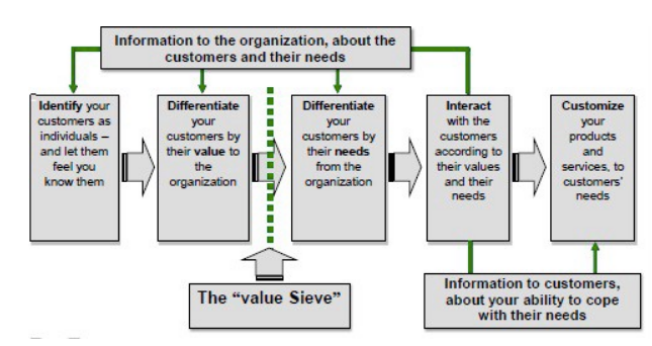 Information to the organization, about the
customers and their needs
Identify your
customers as
individuals –
and let them
feel you
know them
Differentiate
your
customers by
their value to
the
organization
Differentiate
your
customers by
their needs
from the
organization
Interact
with the
customers
according to
their values
and their
needs
Customize
your
products
and
services, to
customers'
needs
The "value Sieve"
Information to customers,
about your ability to cope
with their needs